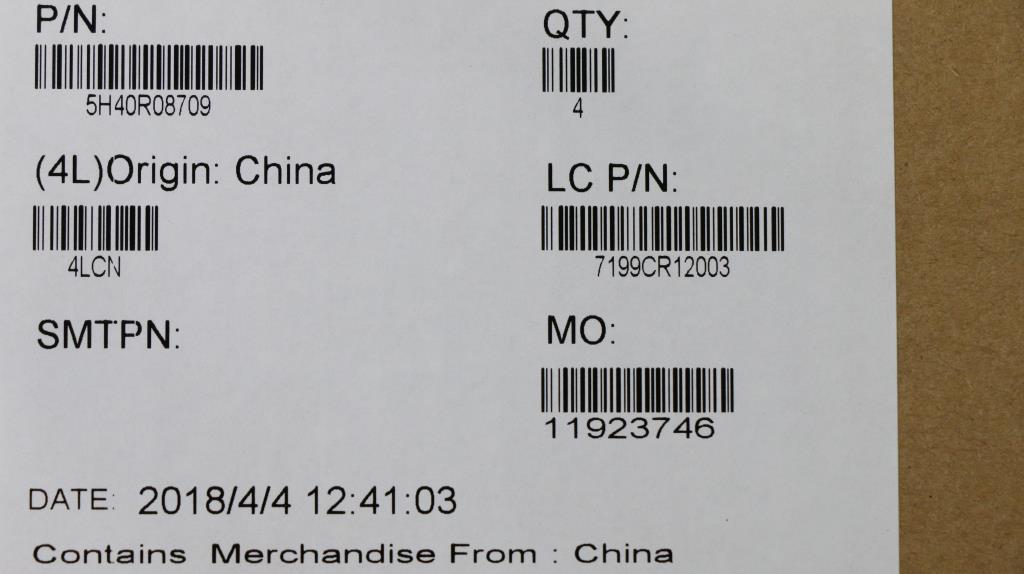 P/N:
5H40R08709
QTY:
4
(4L)Origin: China
4LCN
LC P/N:
7199CR12003
SMTPN:
MO:
11923746
DATE: 2018/4/4 12:41:03
Contains Merchandise From : China